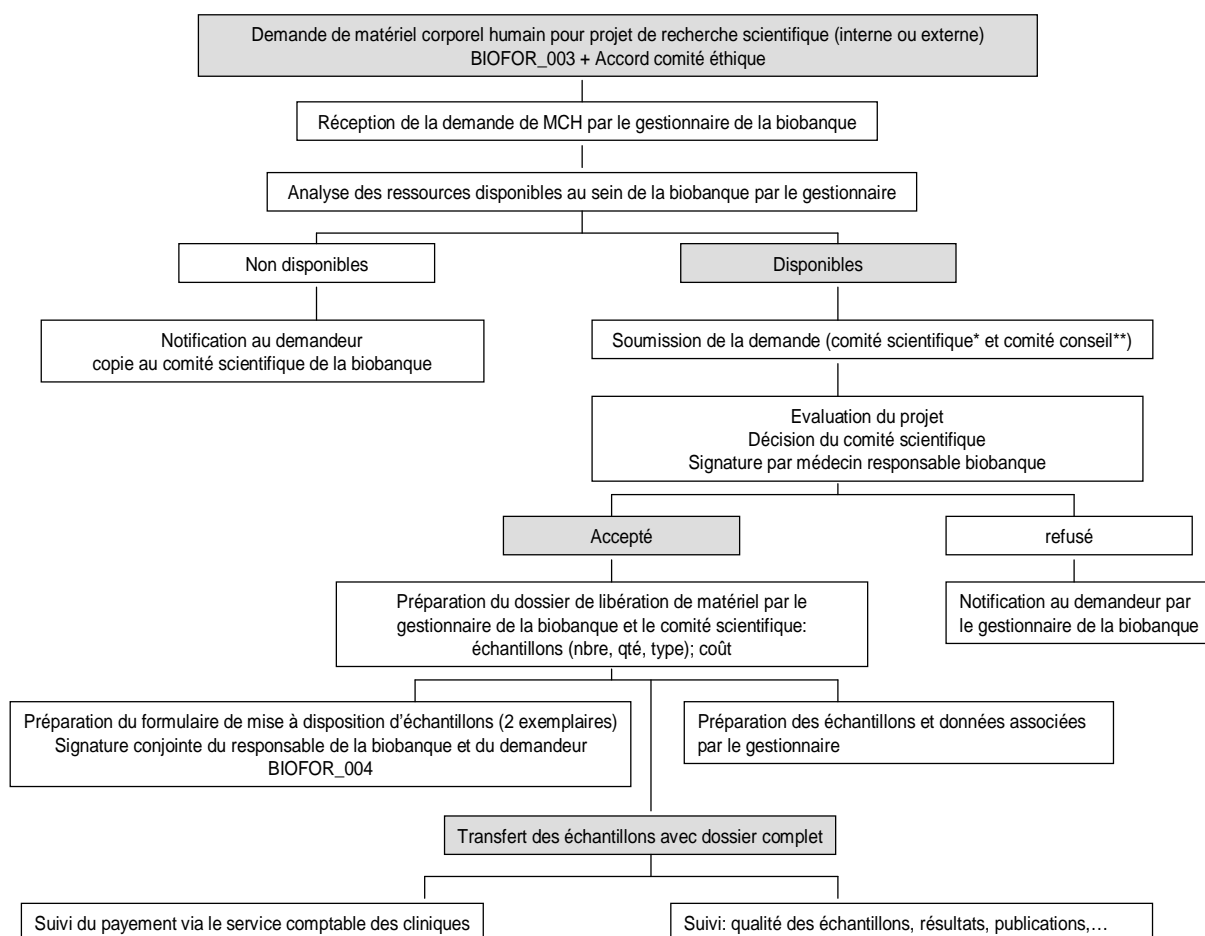 Demande de matériel corporel humain pour projet de recherche scientifique (interne ou externe)
BIOFOR_003 + Accord comité éthique
Réception de la demande de MCH par le gestionnaire de la biobanque
Analyse des ressources disponibles au sein de la biobanque par le gestionnaire
Non disponibles
Disponibles
Notification au demandeur
copie au comité scientifique de la biobanque
Soumission de la demande (comité scientifique* et comité conseil**)
Evaluation du projet
Décision du comité scientifique
Signature par médecin responsable biobanque
Accepté
refusé
Préparation du dossier de libération de matériel par le
gestionnaire de la biobanque et le comité scientifique:
échantillons (nbre, qté, type); coût
Notification au demandeur par
le gestionnaire de la biobanque
Préparation du formulaire de mise à disposition d'échantillons (2 exemplaires)
Signature conjointe du responsable de la biobanque et du demandeur
BIOFOR_004
Préparation des échantillons et données associées
par le gestionnaire
Transfert des échantillons avec dossier complet
Suivi du payement via le service comptable des cliniques
Suivi: qualité des échantillons, résultats, publications,…